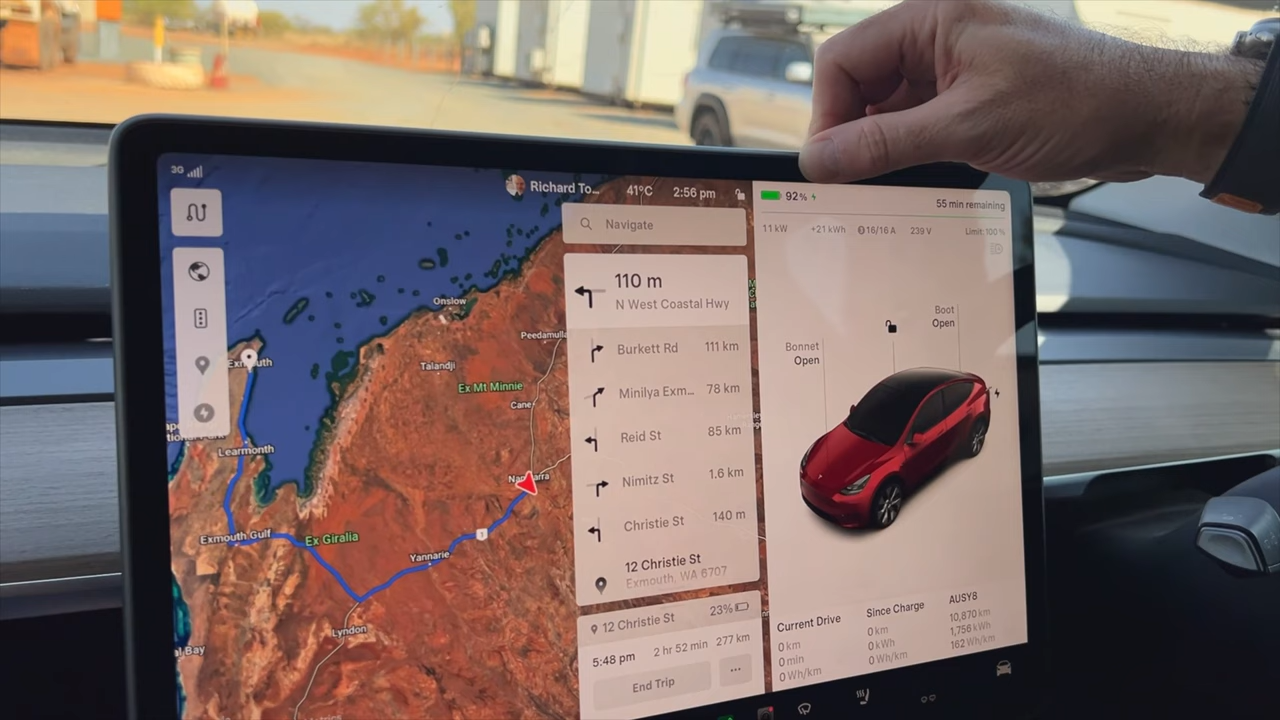 3G
Richard To...
41°C
2:56 pm
Navigate
110 m
N West Coastal Hwy
Burkett Rd 111 km
Minilya Exm... 78 km
Reid St 85 km
Nimitz St 1.6 km
Christie St 140 m
12 Christie St
Exmouth, WA 6707
12 Christie St 23%
5:48 pm 2 hr 52 min 277 km
End Trip
...
Onslow
Peedamulla
Talandji
Ex Mt Minnie
Cane
Exmouth
Learmonth
Exmouth Gulf
Ex Giralia
Yannarie
1
Lyndon
al Bay
92%
55 min remaining
11 kW +21 kWh 16/16 A 239 V Limit: 100 %
Boot
Open
Bonnet
Open
Current Drive
0 km
0 min
0 Wh/km
Since Charge
0 km
0 kWh
0 Wh/km
AUSY8
10,870 km
1,756 kWh
162 Wh/km